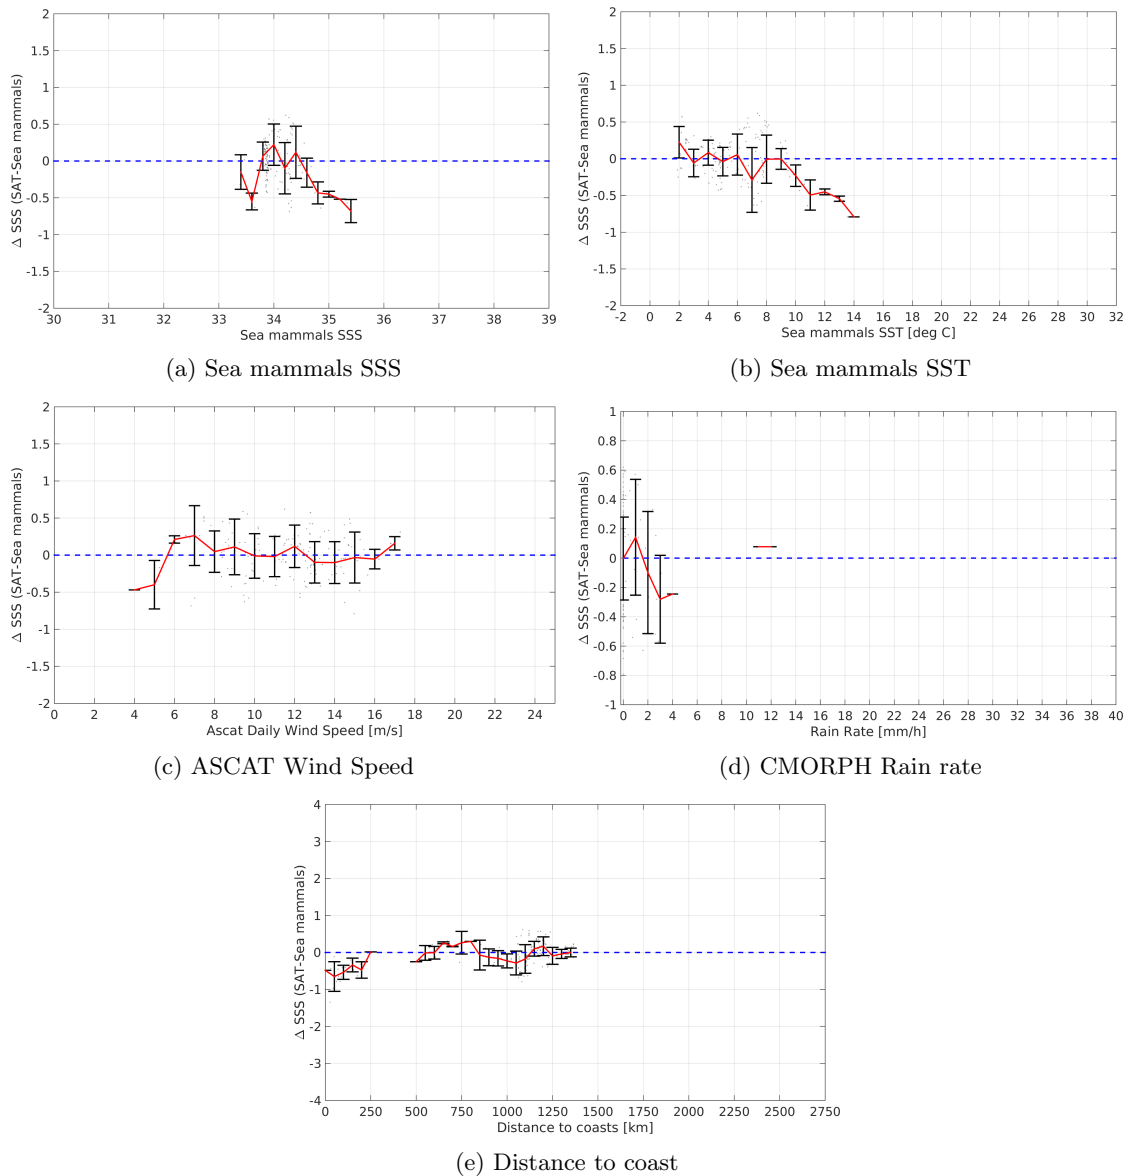 2
1.5
1
0.5
0
-0.5
-1
-1.5
-2
Δ SSS (SAT-Sea mammals)
30 31 32 33 34 35 36 37 38 39
Sea mammals SSS
(a) Sea mammals SSS
2
1.5
1
0.5
0
-0.5
-1
-1.5
-2
Δ SSS (SAT-Sea mammals)
-2 0 2 4 6 8 10 12 14 16 18 20 22 24 26 28 30 32
Sea mammals SST [deg C]
(b) Sea mammals SST
2
1.5
1
0.5
0
-0.5
-1
-1.5
-2
Δ SSS (SAT-Sea mammals)
0 2 4 6 8 10 12 14 16 18 20 22 24
Ascat Daily Wind Speed [m/s]
(c) ASCAT Wind Speed
1
0.8
0.6
0.4
0.2
0
-0.2
-0.4
-0.6
-0.8
-1
Δ SSS (SAT-Sea mammals)
0 2 4 6 8 10 12 14 16 18 20 22 24 26 28 30 32 34 36 38 40
Rain Rate [mm/h]
(d) CMORPH Rain rate
4
3
2
1
0
-1
-2
-3
-4
Δ SSS (SAT-Sea mammals)
0 250 500 750 1000 1250 1500 1750 2000 2250 2500 2750
Distance to coasts [km]
(e) Distance to coast